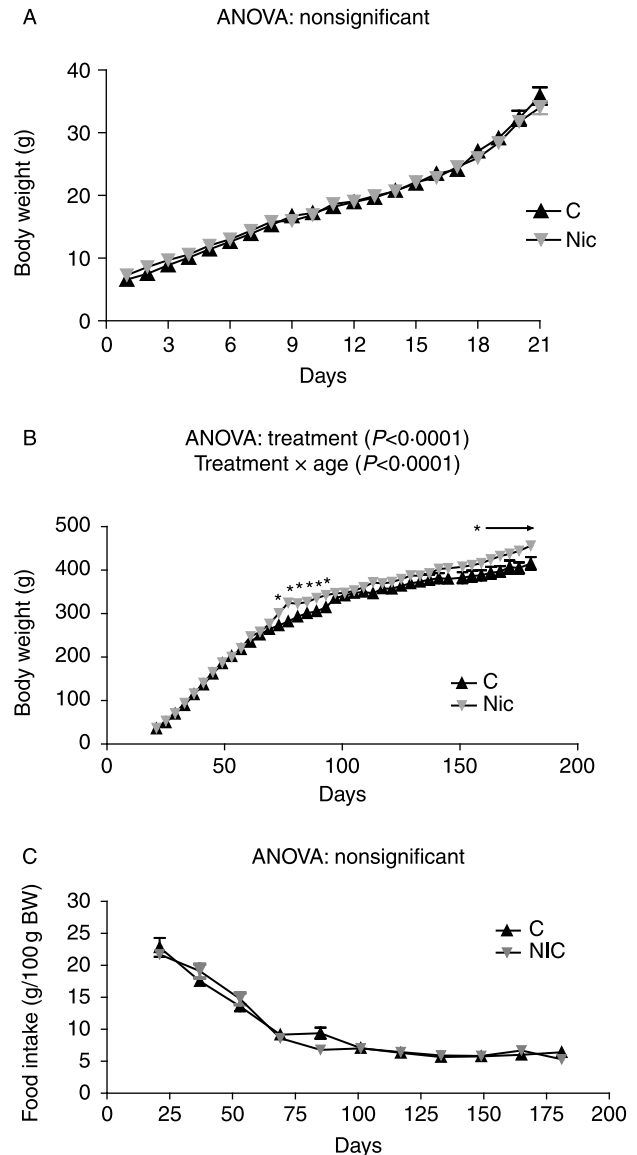 A
ANOVA: nonsignificant
Body weight (g)
40
30
20
10
0
0 3 6 9 12 15 18 21
Days
C
Nic
B
ANOVA: treatment (P<0·0001)
Treatment × age (P<0·0001)
Body weight (g)
500
400
300
200
100
0
0 50 100 150 200
Days
* * * * * * *
C
Nic
C
ANOVA: nonsignificant
Food intake (g/100 g BW)
30
25
20
15
10
5
0
0 25 50 75 100 125 150 175 200
Days
C
NIC